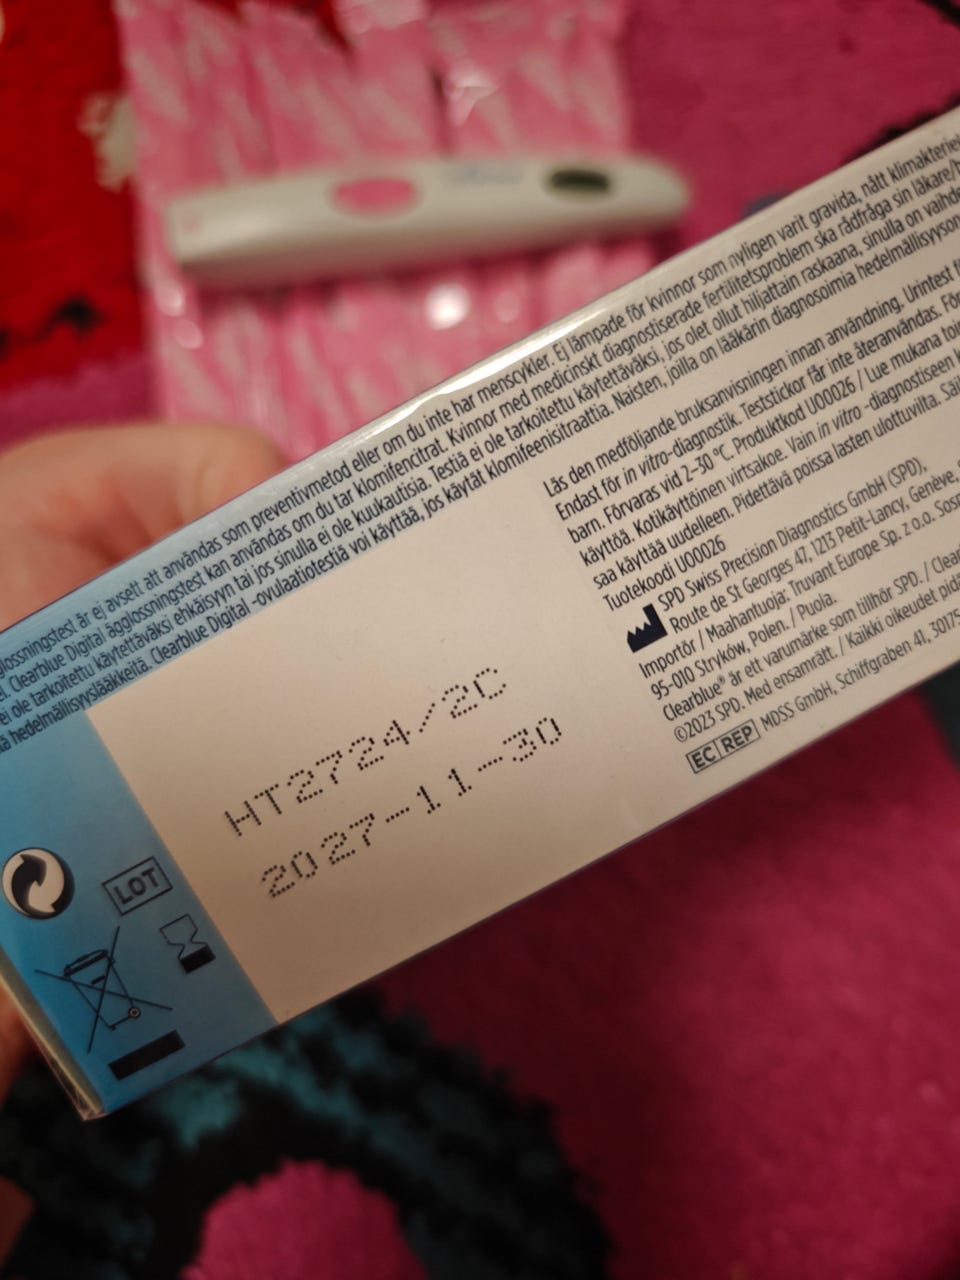 lossningstest är ej avsett att användas som preventivmetod eller om du inte har menscykler. Ej lämpade för kvinnor som nyligen varit gravida, nått klimakteriet
Clearblue Digital ägglossningstest kan användas om du tar klomifencitrat. Kvinnor med medicinskt diagnostiserade fertilitetsproblem ska rådfråga sin läkare/
ei ole tarkoitettu käytettäväksi ehkäisyyn tai jos sinulla ei ole kuukautisia. Testiä ei ole tarkoitettu käytettäväksi, jos olet ollut hiljattain raskaana, sinulla on
hedelmällisyyslääkkeitä. Clearblue Digital -ovulaatiotestiä voi käyttää, jos käytät klomifeenisitraattia. Naisten, joilla on lääkärin diagnosoimia
Läs den medföljande bruksanvisningen innan användning. Urintest
Endast för in vitro-diagnostik. Teststickor får inte återanvändas.
barn. Förvaras vid 2–30 °C. Produktkod U00026 / Lue mukana
käyttöä. Kotikäyttöinen virtsakoe. Vain in vitro -diagnostiseen
saa käyttää uudelleen. Pidettävä poissa lasten ulottuvilta.
Tuotekoodi U00026
SPD Swiss Precision Diagnostics GmbH (SPD),
Route de St Georges 47, 1213 Petit-Lancy, Genève,
Importör / Maahantuoja: Truvant Europe Sp. z o.o.
95-010 Stryków, Polen. / Puola.
Clearblue® är ett varumärke som tillhör SPD. /
©2023 SPD. Med ensamrätt. / Kaikki oikeudet
EC REP MDSS GmbH, Schiffgraben 41, 30175
HT2724/2C
2027-11-30
LOT